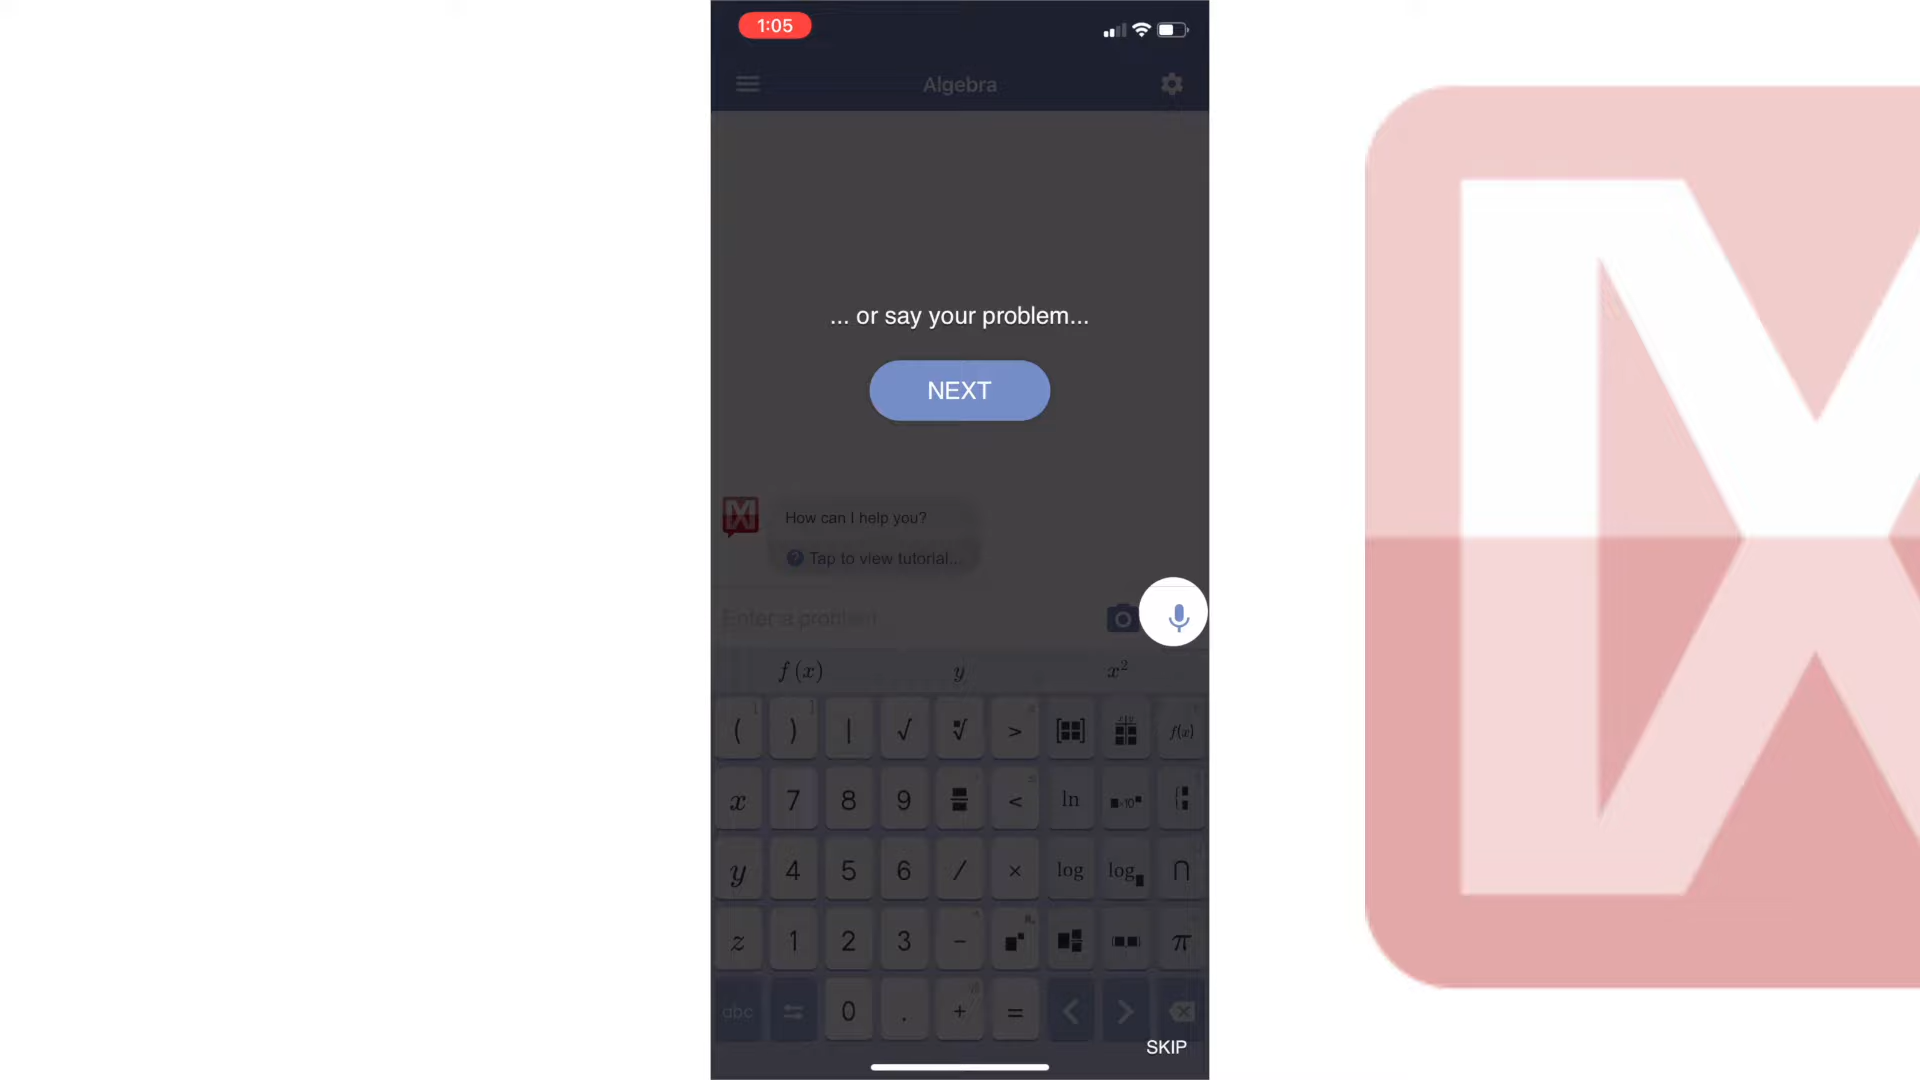 1:05
Algebra
... or say your problem...
NEXT
How can I help you?
? Tap to view tutorial...
Enter a problem
f (x) y x²
( ) | √ > f(x)
x 7 8 9 < ln
y 4 5 6 / × log log ∩
z 1 2 3 − π
abc 0 . + =
SKIP